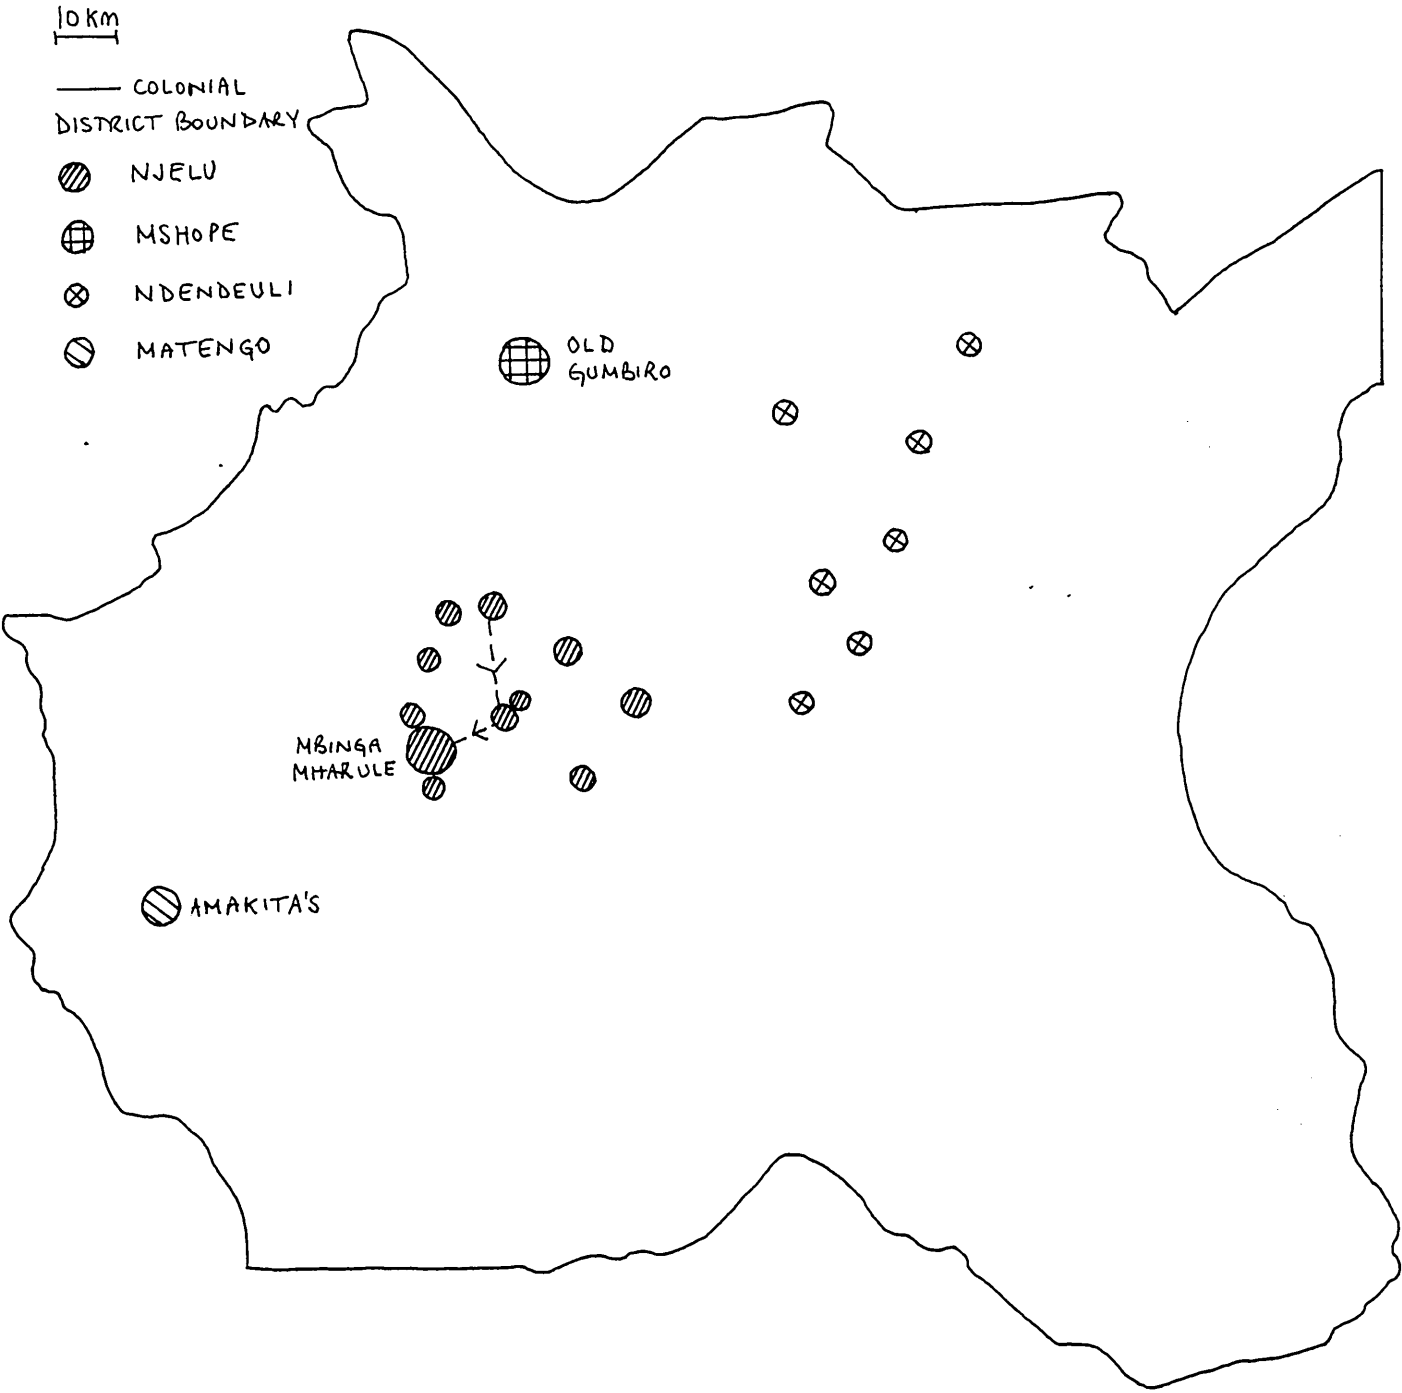 10 KM
COLONIAL
DISTRICT BOUNDARY
NJELU
MSHOPE
NDENDEULI
MATENGO
OLD
GUMBIRO
MBINGA
MHARULE
AMAKITA'S